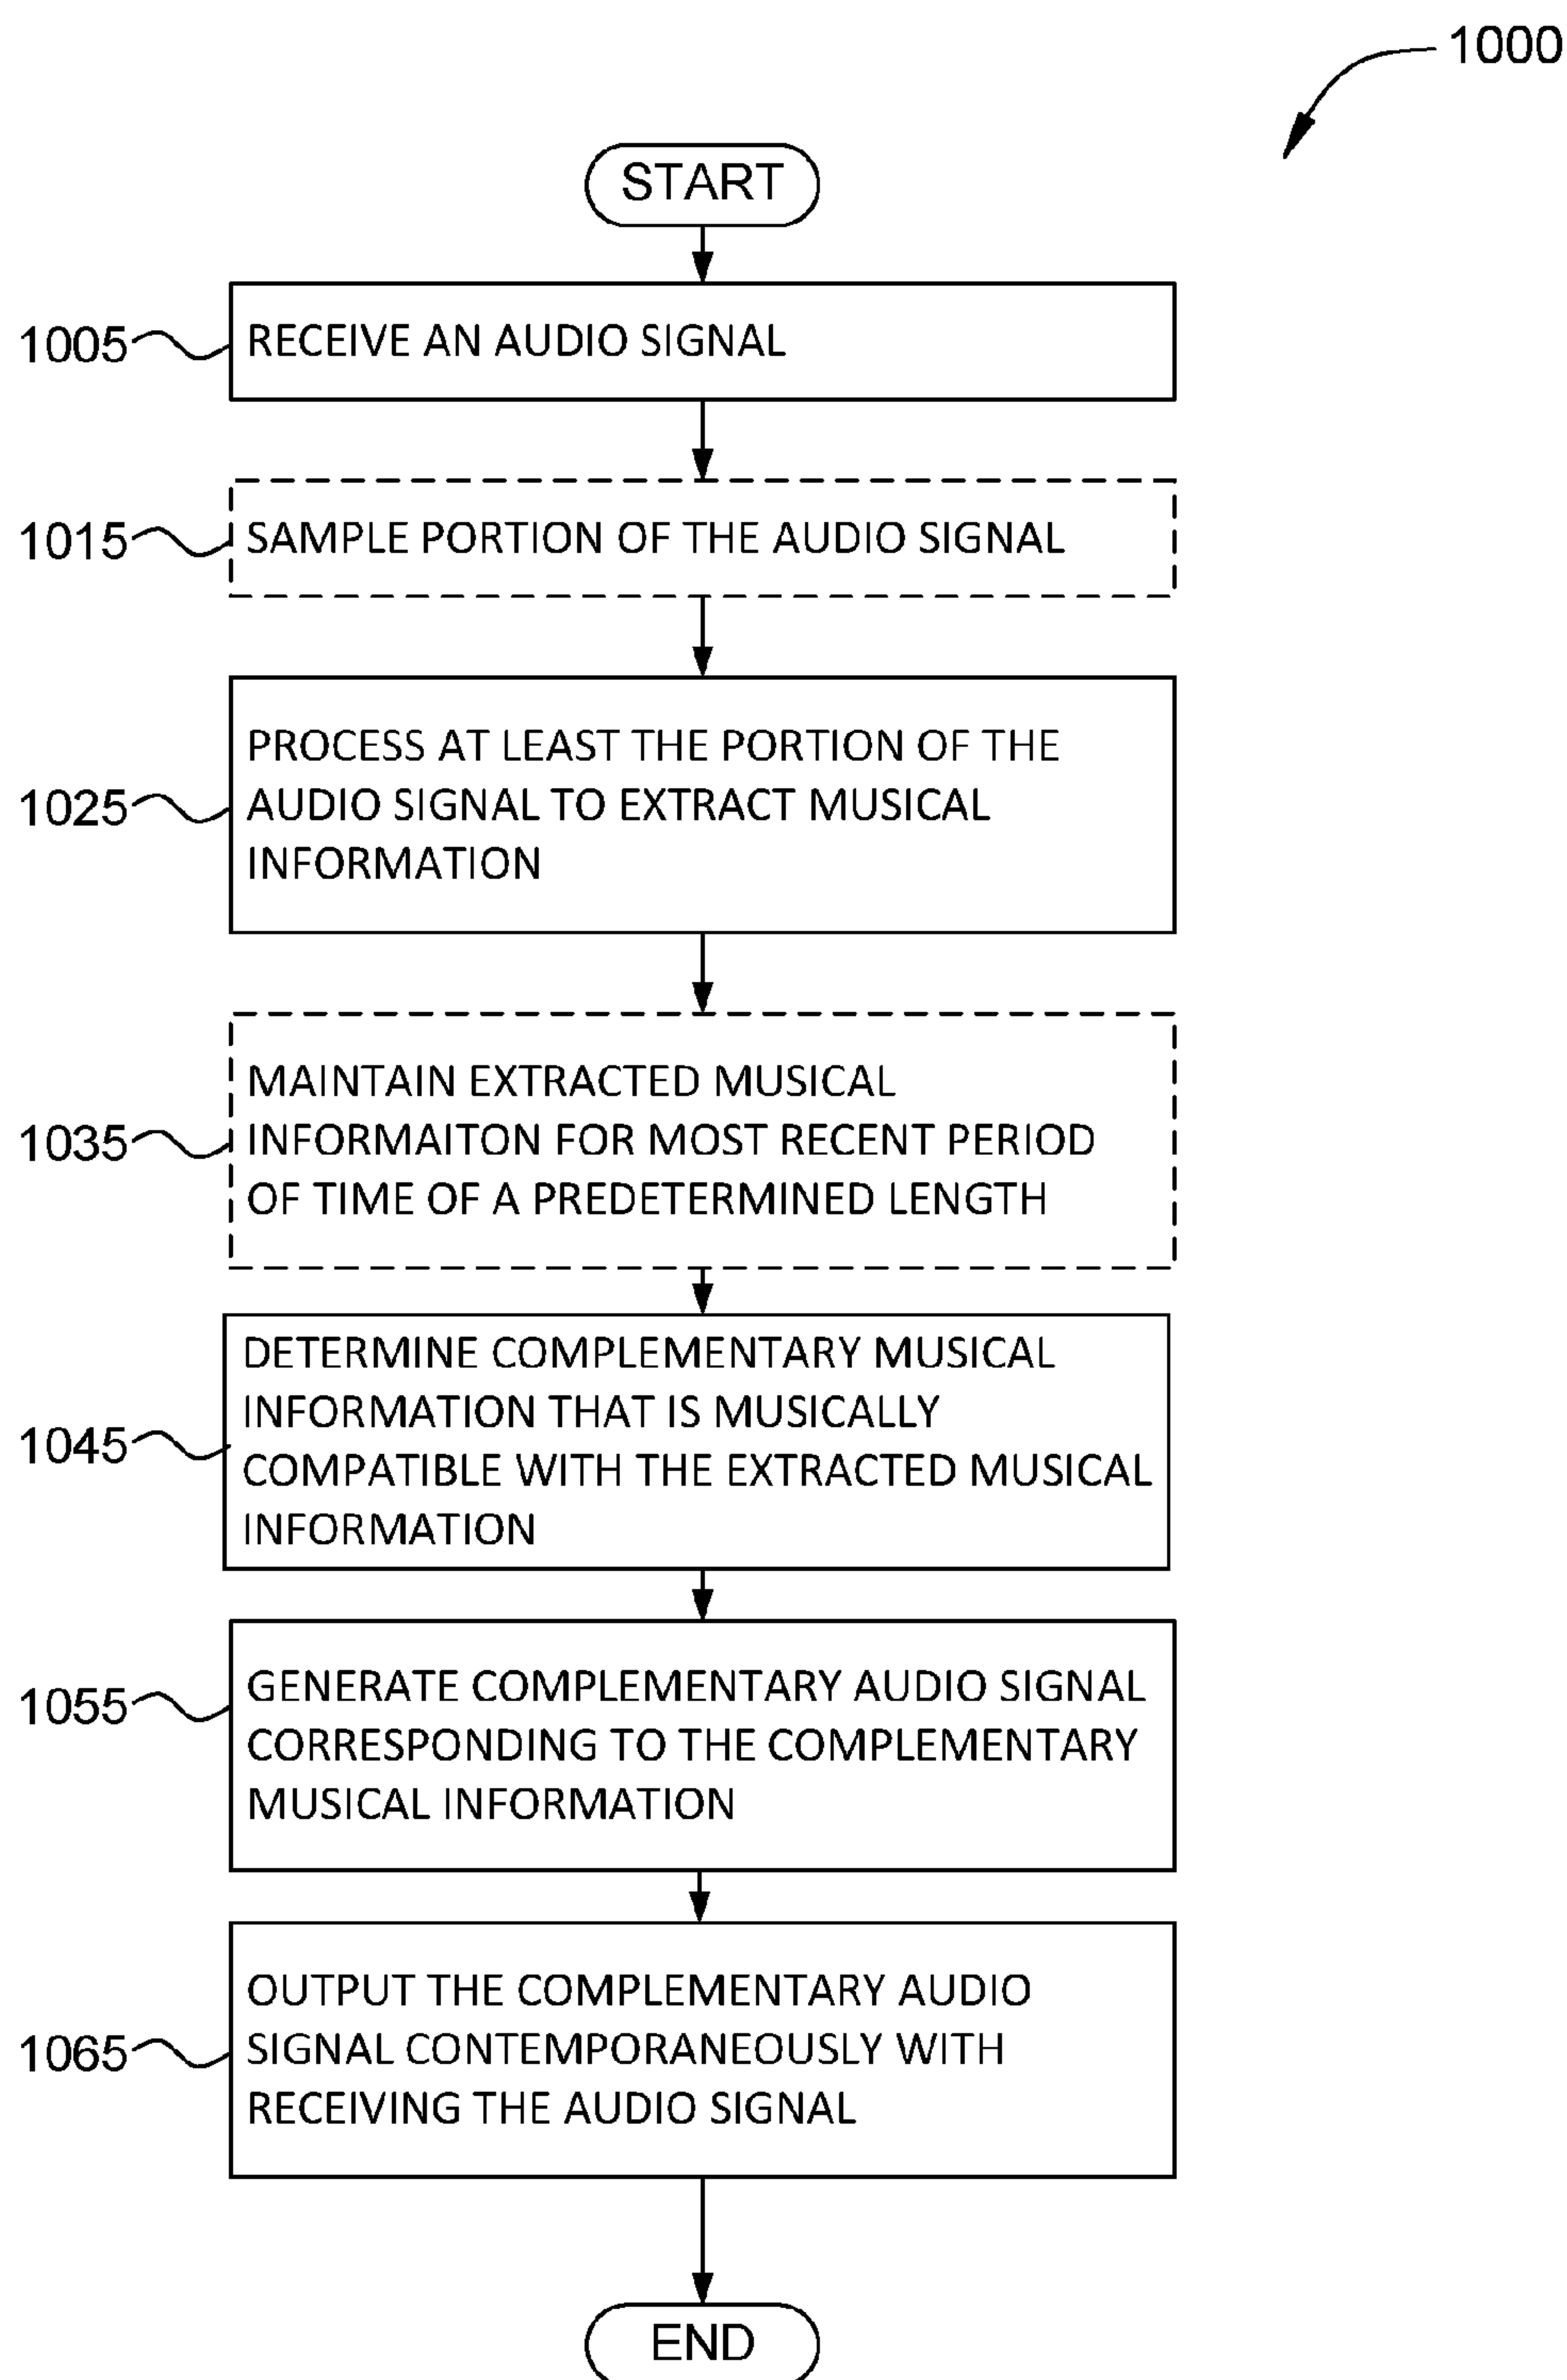 1000
START
1005
RECEIVE AN AUDIO SIGNAL
1015
SAMPLE PORTION OF THE AUDIO SIGNAL
1025
PROCESS AT LEAST THE PORTION OF THE
AUDIO SIGNAL TO EXTRACT MUSICAL
INFORMATION
1035
MAINTAIN EXTRACTED MUSICAL
INFORMAITON FOR MOST RECENT PERIOD
OF TIME OF A PREDETERMINED LENGTH
1045
DETERMINE COMPLEMENTARY MUSICAL
INFORMATION THAT IS MUSICALLY
COMPATIBLE WITH THE EXTRACTED MUSICAL
INFORMATION
1055
GENERATE COMPLEMENTARY AUDIO SIGNAL
CORRESPONDING TO THE COMPLEMENTARY
MUSICAL INFORMATION
1065
OUTPUT THE COMPLEMENTARY AUDIO
SIGNAL CONTEMPORANEOUSLY WITH
RECEIVING THE AUDIO SIGNAL
END